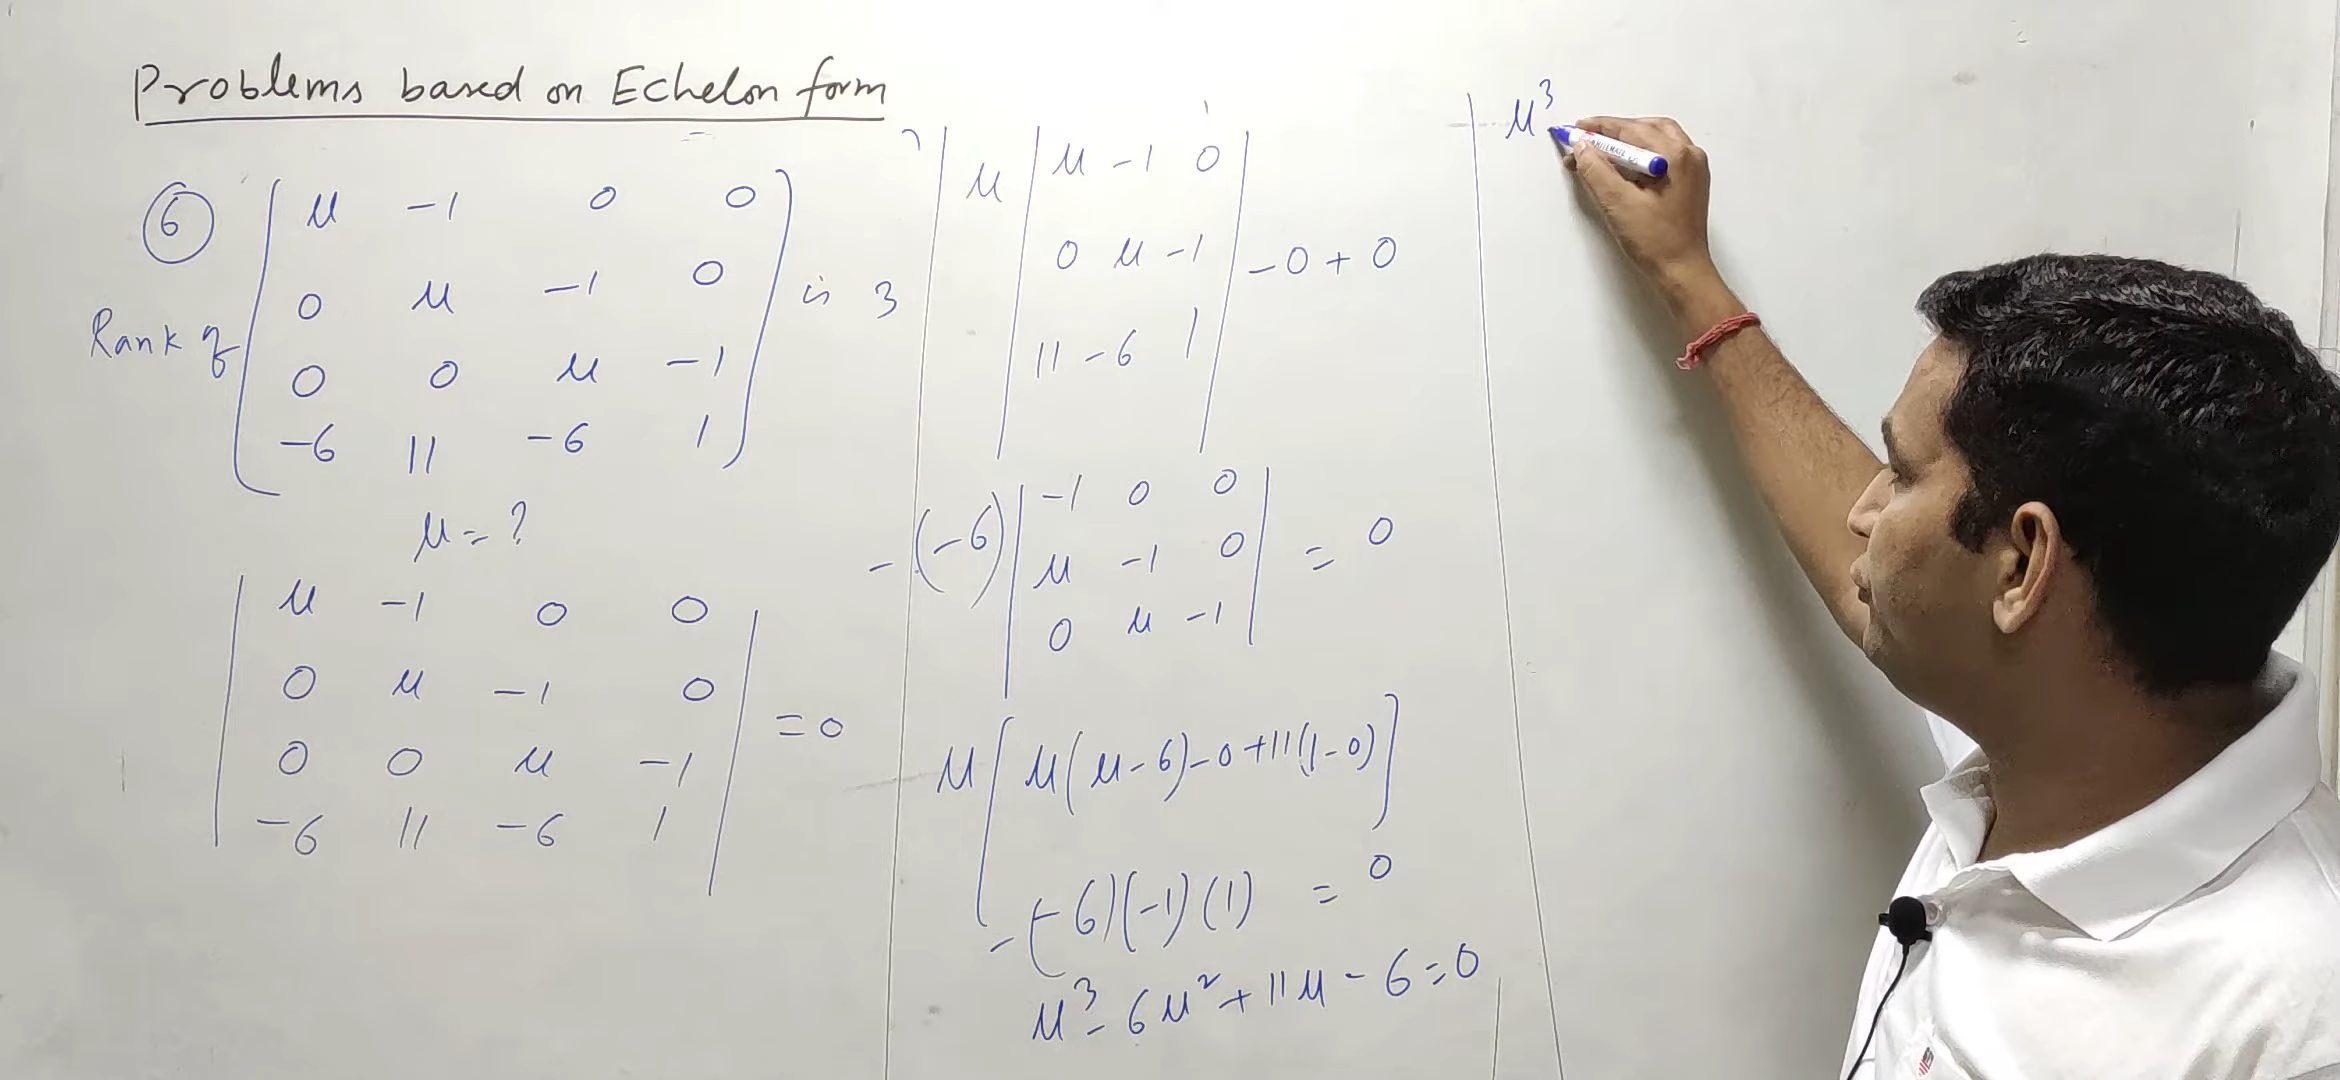 Problems based on Echelon form
6
Rank of
μ -1 0 0
0 μ -1 0
0 0 μ -1
-6 11 -6 1
is 3
μ = ?
μ -1 0 0
0 μ -1 0
0 0 μ -1
-6 11 -6 1
= 0
μ | μ -1 0 |
| 0 μ -1 | - 0 + 0
| 11 -6 1 |
- (-6) | -1 0 0 |
| μ -1 0 | = 0
| 0 μ -1 |
μ [ μ(μ-6) - 0 + 11(1-0) ]
- (-6)(-1)(1) = 0
μ³ - 6μ² + 11μ - 6 = 0
μ³